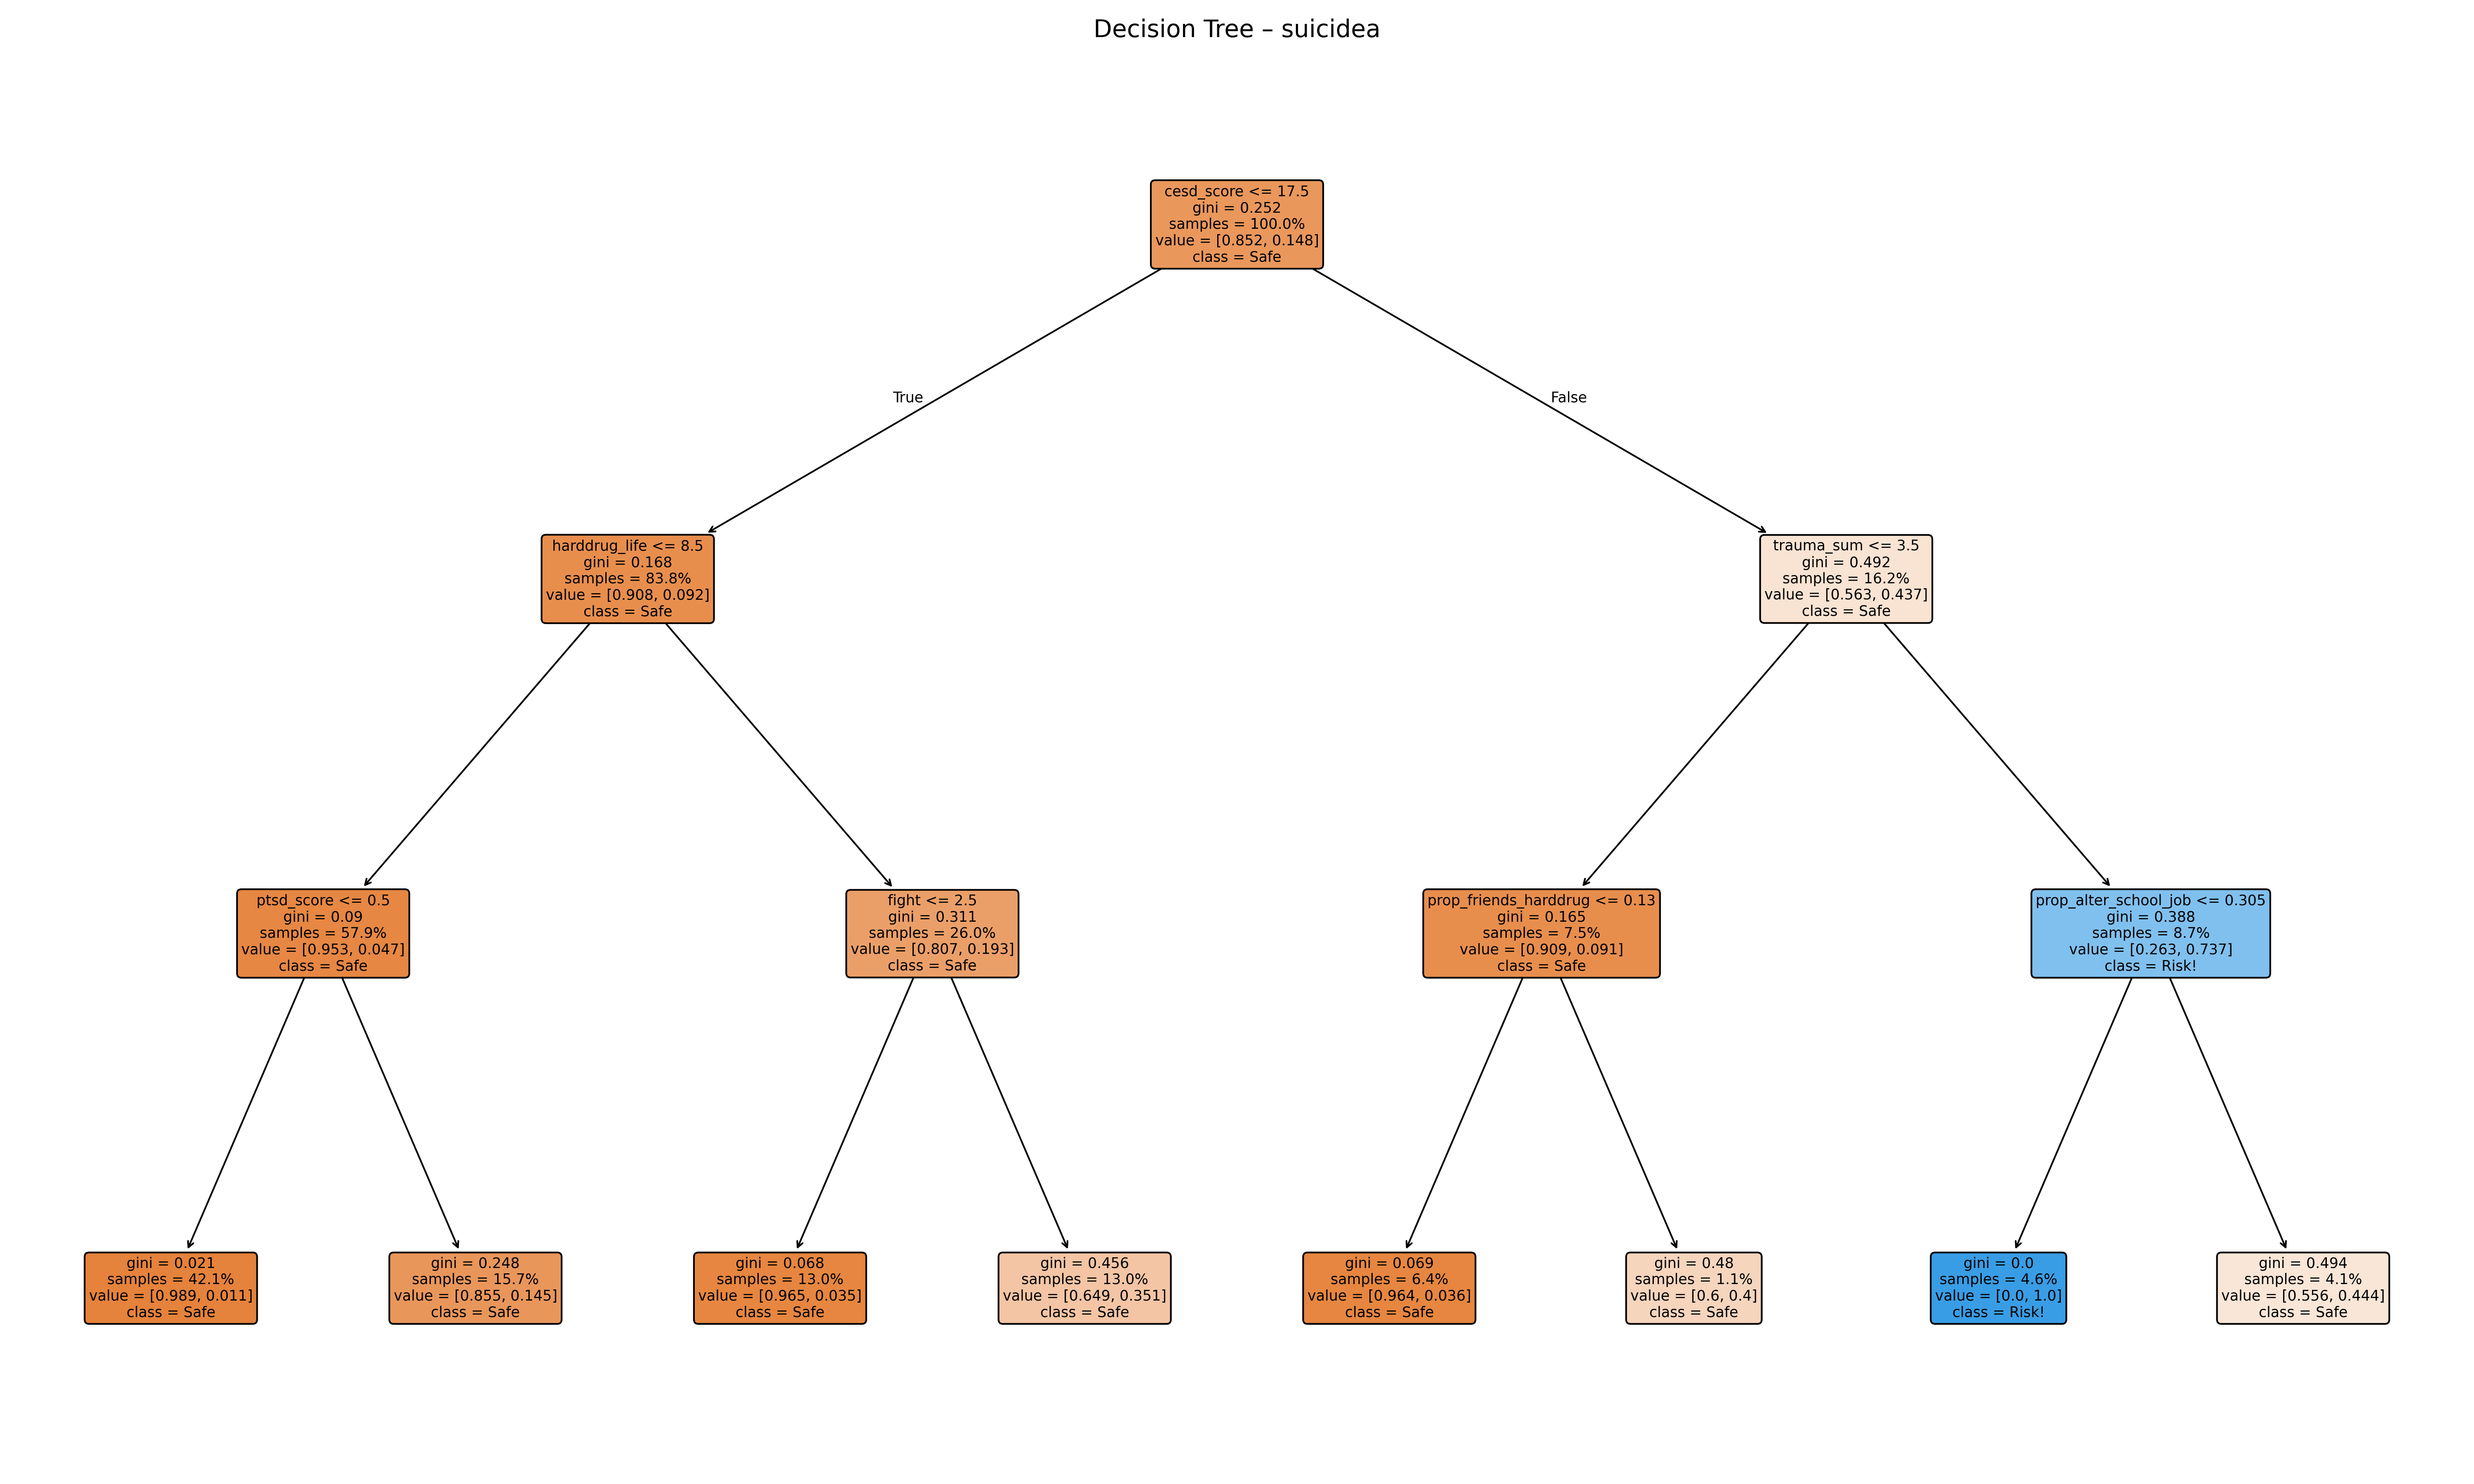 Decision Tree – suicidea
cesd_score <= 17.5
gini = 0.252
samples = 100.0%
value = [0.852, 0.148]
class = Safe
True
False
harddrug_life <= 8.5
gini = 0.168
samples = 83.8%
value = [0.908, 0.092]
class = Safe
trauma_sum <= 3.5
gini = 0.492
samples = 16.2%
value = [0.563, 0.437]
class = Safe
ptsd_score <= 0.5
gini = 0.09
samples = 57.9%
value = [0.953, 0.047]
class = Safe
fight <= 2.5
gini = 0.311
samples = 26.0%
value = [0.807, 0.193]
class = Safe
prop_friends_harddrug <= 0.13
gini = 0.165
samples = 7.5%
value = [0.909, 0.091]
class = Safe
prop_alter_school_job <= 0.305
gini = 0.388
samples = 8.7%
value = [0.263, 0.737]
class = Risk!
gini = 0.021
samples = 42.1%
value = [0.989, 0.011]
class = Safe
gini = 0.248
samples = 15.7%
value = [0.855, 0.145]
class = Safe
gini = 0.068
samples = 13.0%
value = [0.965, 0.035]
class = Safe
gini = 0.456
samples = 13.0%
value = [0.649, 0.351]
class = Safe
gini = 0.069
samples = 6.4%
value = [0.964, 0.036]
class = Safe
gini = 0.48
samples = 1.1%
value = [0.6, 0.4]
class = Safe
gini = 0.0
samples = 4.6%
value = [0.0, 1.0]
class = Risk!
gini = 0.494
samples = 4.1%
value = [0.556, 0.444]
class = Safe